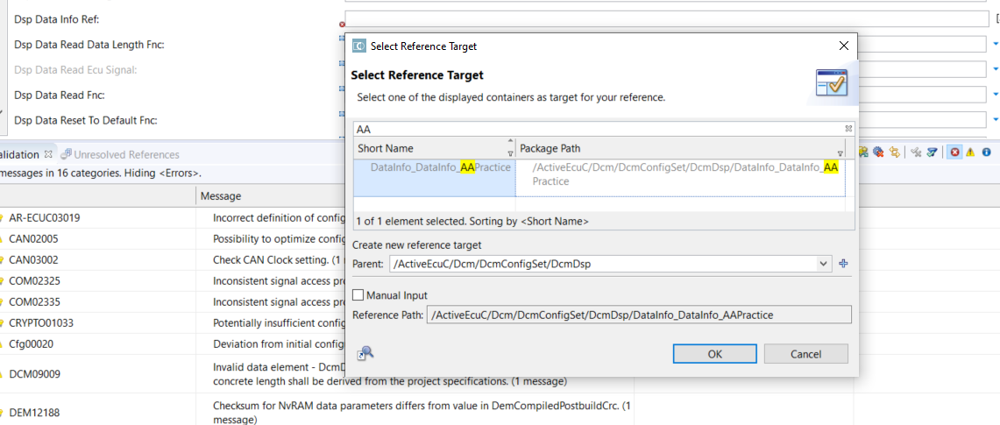 Dsp Data Info Ref:
Dsp Data Read Data Length Fnc:
Dsp Data Read Ecu Signal:
Dsp Data Read Fnc:
Dsp Data Reset To Default Fnc:
Select Reference Target
Select Reference Target
Select one of the displayed containers as target for your reference.
AA
Short Name
Package Path
DataInfo_DataInfo_AAPractice
/ActiveEcuC/Dcm/DcmConfigSet/DcmDsp/DataInfo_DataInfo_AA
Practice
1 of 1 element selected. Sorting by <Short Name>
Create new reference target
Parent: /ActiveEcuC/Dcm/DcmConfigSet/DcmDsp
Manual Input
Reference Path: /ActiveEcuC/Dcm/DcmConfigSet/DcmDsp/DataInfo_DataInfo_AAPractice
OK
Cancel
alidation
Unresolved References
messages in 16 categories. Hiding <Errors>.
Message
AR-ECUC03019 Incorrect definition of config
CAN02005 Possibility to optimize config
CAN03002 Check CAN Clock setting. (1
COM02325 Inconsistent signal access pr
COM02335 Inconsistent signal access pr
CRYPTO01033 Potentially insufficient config
Cfg00020 Deviation from initial config
DCM09009 Invalid data element - DcmD
concrete length shall be derived from the project specifications. (1 message)
DEM12188 Checksum for NvRAM data parameters differs from value in DemCompiledPostbuildCrc. (1
message)